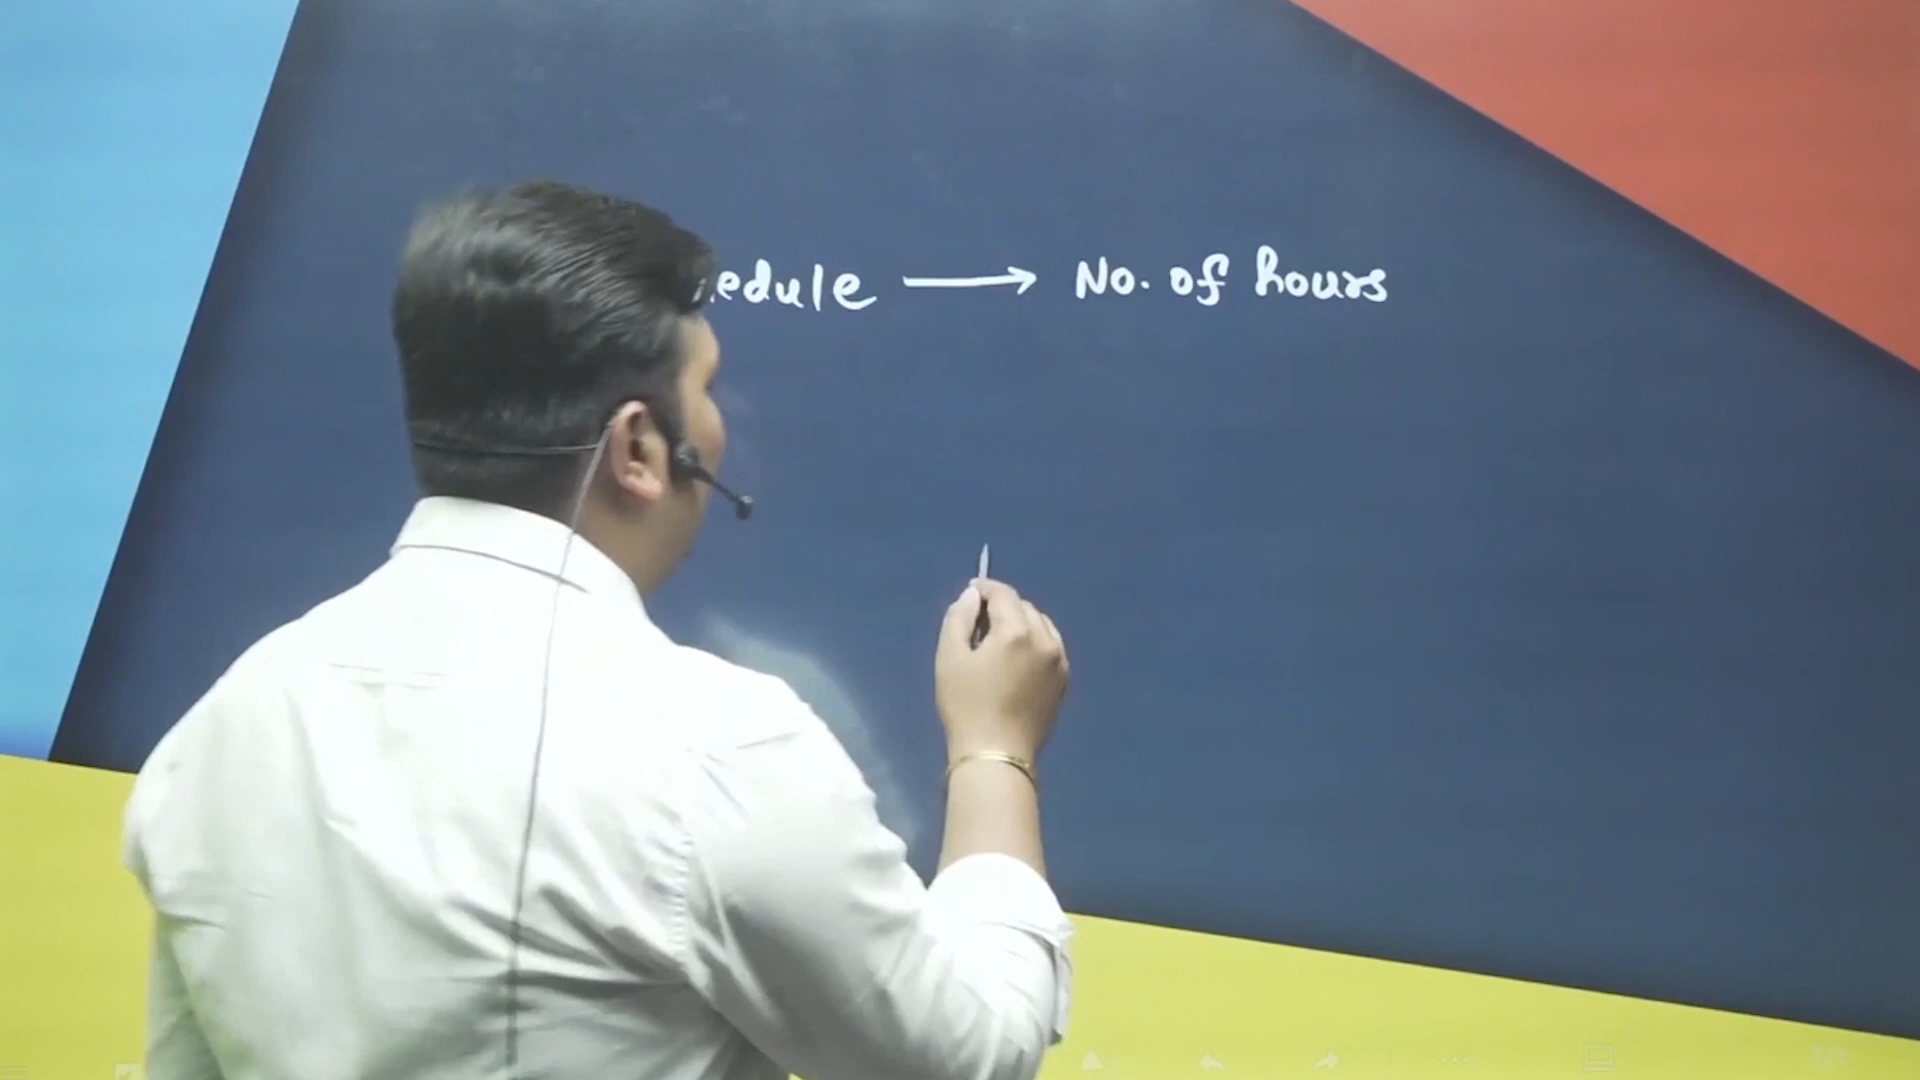 edule → No. of hours